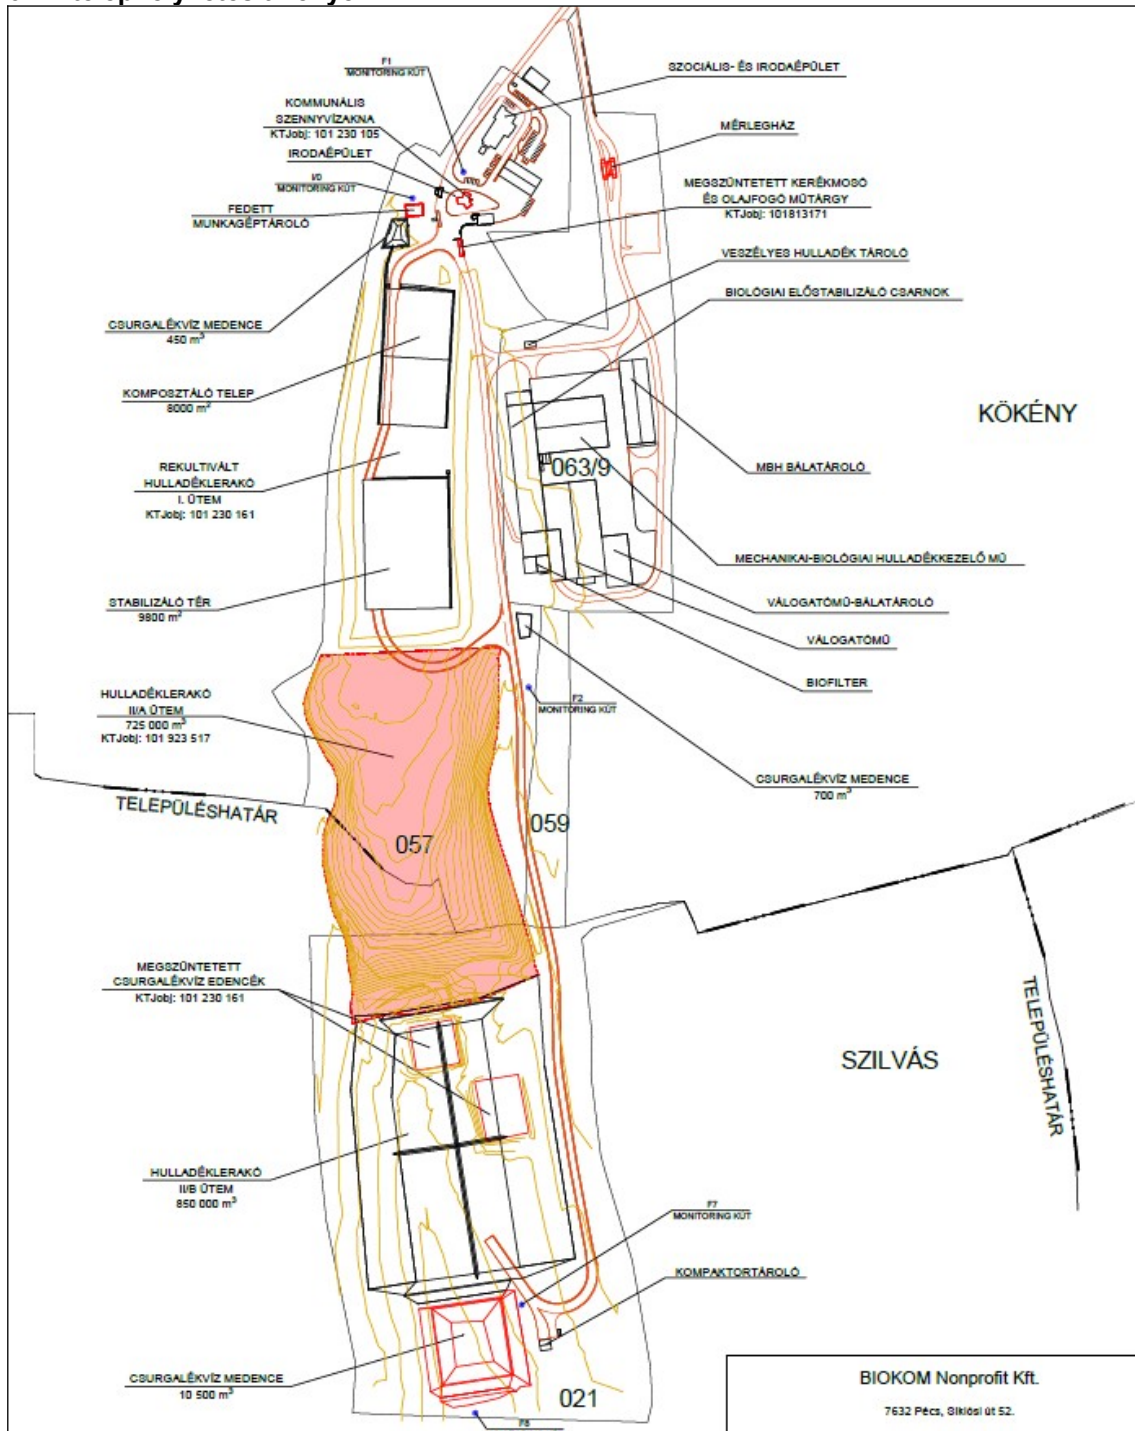 F1
MONITORING KÚT
SZOCIÁLIS- ÉS IRODAÉPÜLET
KOMMUNÁLIS
SZENNYVÍZAKNA
KTJobj: 101 230 105
MÉRLEGHÁZ
IRODAÉPÜLET
I/0
MONITORING KÚT
MEGSZÜNTETETT KERÉKMOSÓ
ÉS OLAJFOGÓ MŰTÁRGY
KTJobj: 101813171
FEDETT
MUNKAGÉPTÁROLÓ
VESZÉLYES HULLADÉK TÁROLÓ
BIOLÓGIAI ELŐSTABILIZÁLÓ CSARNOK
CSURGALÉKVÍZ MEDENCE
450 m³
KOMPOSZTÁLÓ TELEP
8000 m²
KÖKÉNY
063/9
MBH BÁLATÁROLÓ
REKULTIVÁLT
HULLADÉKLERAKÓ
I. ÜTEM
KTJobj: 101 230 161
MECHANIKAI-BIOLÓGIAI HULLADÉKKEZELŐ MŰ
STABILIZÁLÓ TÉR
9800 m²
VÁLOGATÓMŰ-BÁLATÁROLÓ
VÁLOGATÓMŰ
BIOFILTER
HULLADÉKLERAKÓ
II/A ÜTEM
725 000 m³
KTJobj: 101 923 517
F2
MONITORING KÚT
CSURGALÉKVÍZ MEDENCE
700 m³
TELEPÜLÉSHATÁR
057
059
MEGSZÜNTETETT
CSURGALÉKVÍZ EDENCÉK
KTJobj: 101 230 161
TELEPÜLÉSHATÁR
SZILVÁS
HULLADÉKLERAKÓ
II/B ÜTEM
850 000 m³
F7
MONITORING KÚT
KOMPAKTORTÁROLÓ
CSURGALÉKVÍZ MEDENCE
10 500 m³
021
BIOKOM Nonprofit Kft.
7632 Pécs, Siklósi út 52.